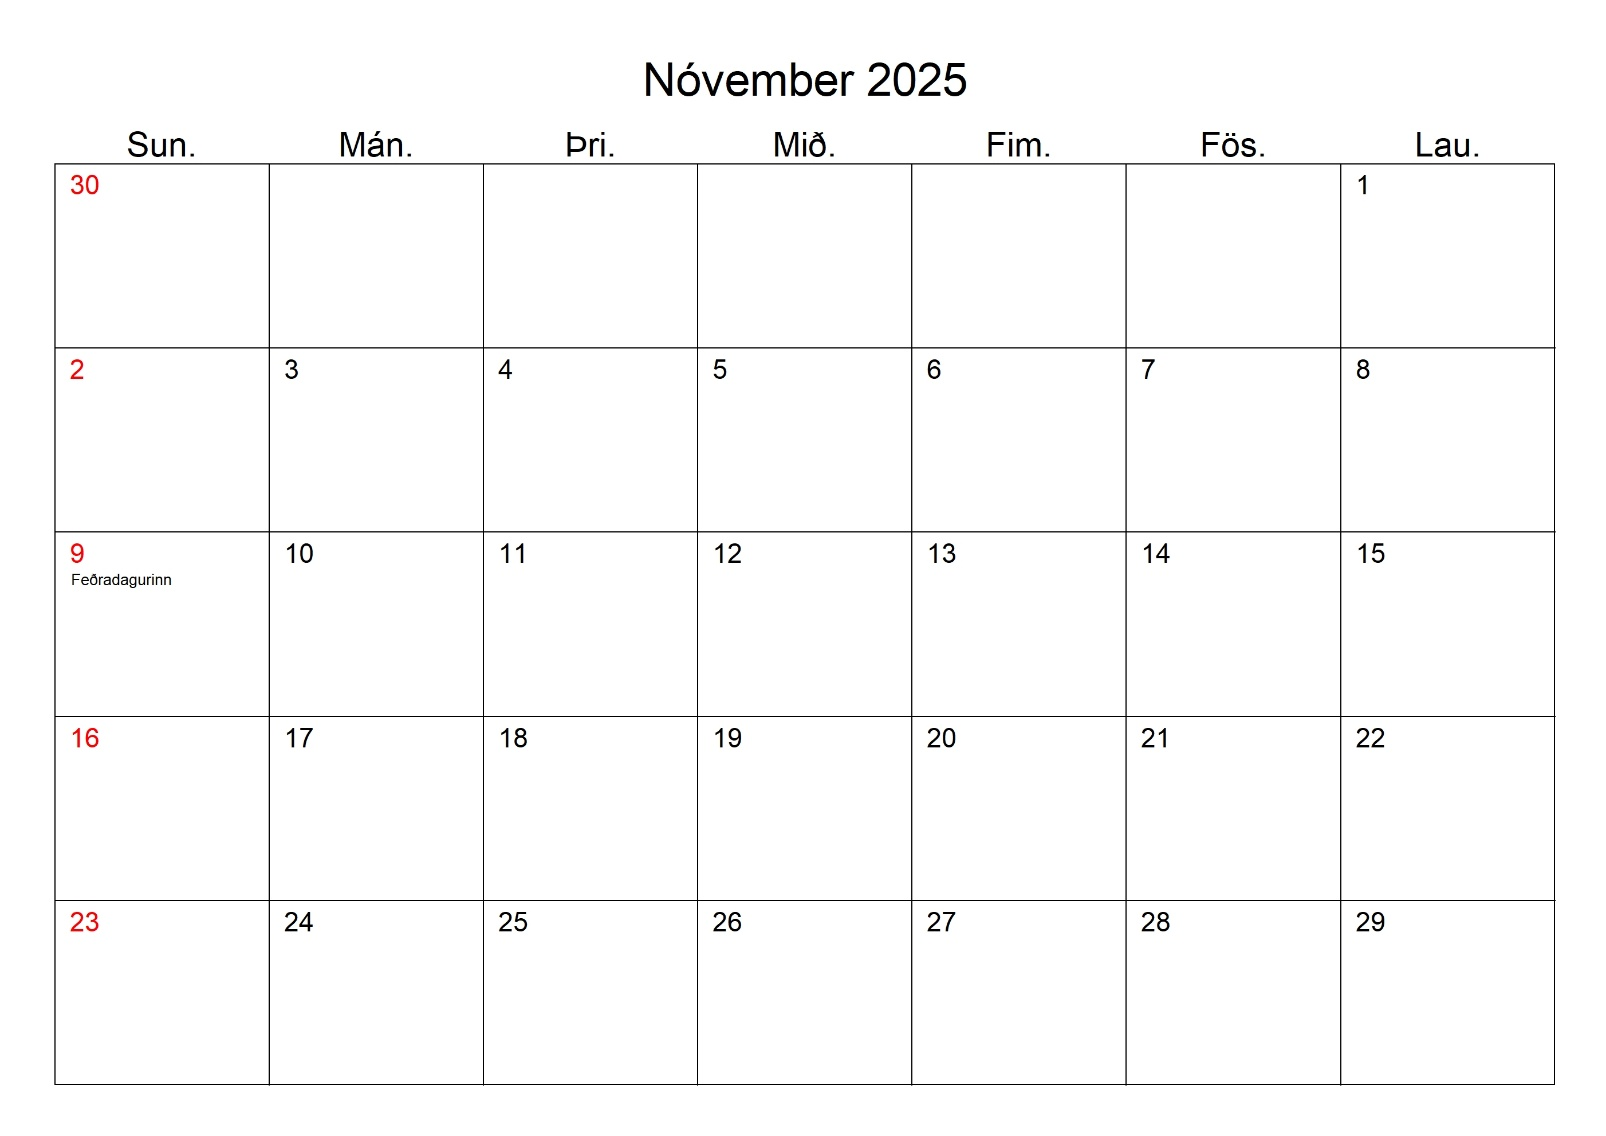 Nóvember 2025
Sun. Mán. Þri. Mið. Fim. Fös. Lau.
30 1
2 3 4 5 6 7 8
9 10 11 12 13 14 15
Feðradagurinn
16 17 18 19 20 21 22
23 24 25 26 27 28 29